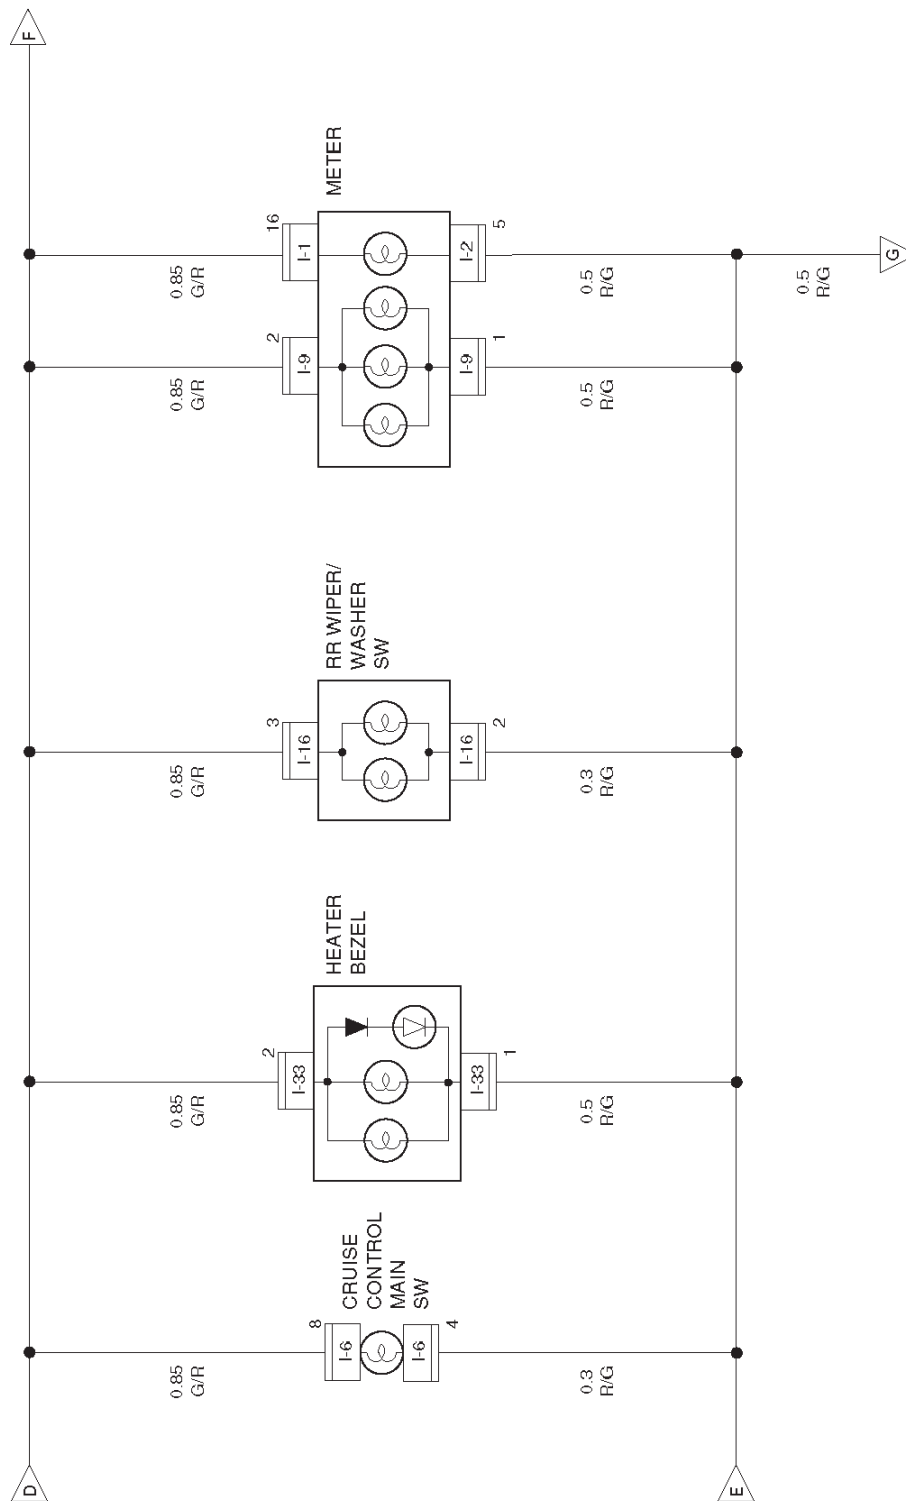 D
F
0.85
G/R
8
I-6
CRUISE
CONTROL
MAIN
SW
I-6
4
0.3
R/G
0.85
G/R
2
I-33
HEATER
BEZEL
I-33
1
0.5
R/G
0.85
G/R
3
I-16
RR WIPER/
WASHER
SW
I-16
2
0.3
R/G
0.85
G/R
2
I-9
I-9
1
0.5
R/G
0.85
G/R
16
I-1
METER
I-2
5
0.5
R/G
E
0.5
R/G
G